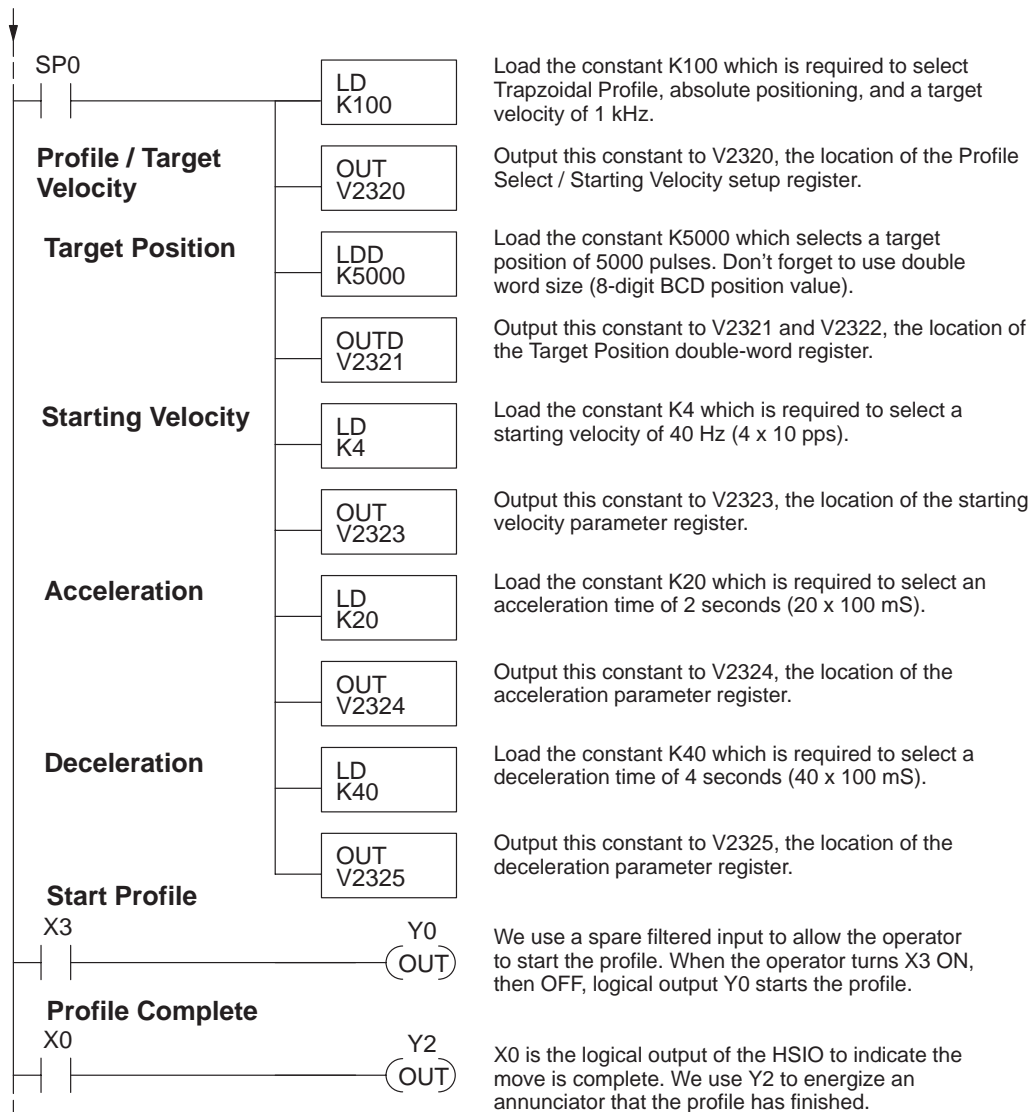 SP0
LD
K100
Load the constant K100 which is required to select
Trapzoidal Profile, absolute positioning, and a target
velocity of 1 kHz.
Profile / Target
Velocity
OUT
V2320
Output this constant to V2320, the location of the Profile
Select / Starting Velocity setup register.
Target Position
LDD
K5000
Load the constant K5000 which selects a target
position of 5000 pulses. Don't forget to use double
word size (8-digit BCD position value).
OUTD
V2321
Output this constant to V2321 and V2322, the location of
the Target Position double-word register.
Starting Velocity
LD
K4
Load the constant K4 which is required to select a
starting velocity of 40 Hz (4 x 10 pps).
OUT
V2323
Output this constant to V2323, the location of the starting
velocity parameter register.
Acceleration
LD
K20
Load the constant K20 which is required to select an
acceleration time of 2 seconds (20 x 100 mS).
OUT
V2324
Output this constant to V2324, the location of the
acceleration parameter register.
Deceleration
LD
K40
Load the constant K40 which is required to select a
deceleration time of 4 seconds (40 x 100 mS).
OUT
V2325
Output this constant to V2325, the location of the
deceleration parameter register.
Start Profile
X3
Y0
OUT
We use a spare filtered input to allow the operator
to start the profile. When the operator turns X3 ON,
then OFF, logical output Y0 starts the profile.
Profile Complete
X0
Y2
OUT
X0 is the logical output of the HSIO to indicate the
move is complete. We use Y2 to energize an
annunciator that the profile has finished.